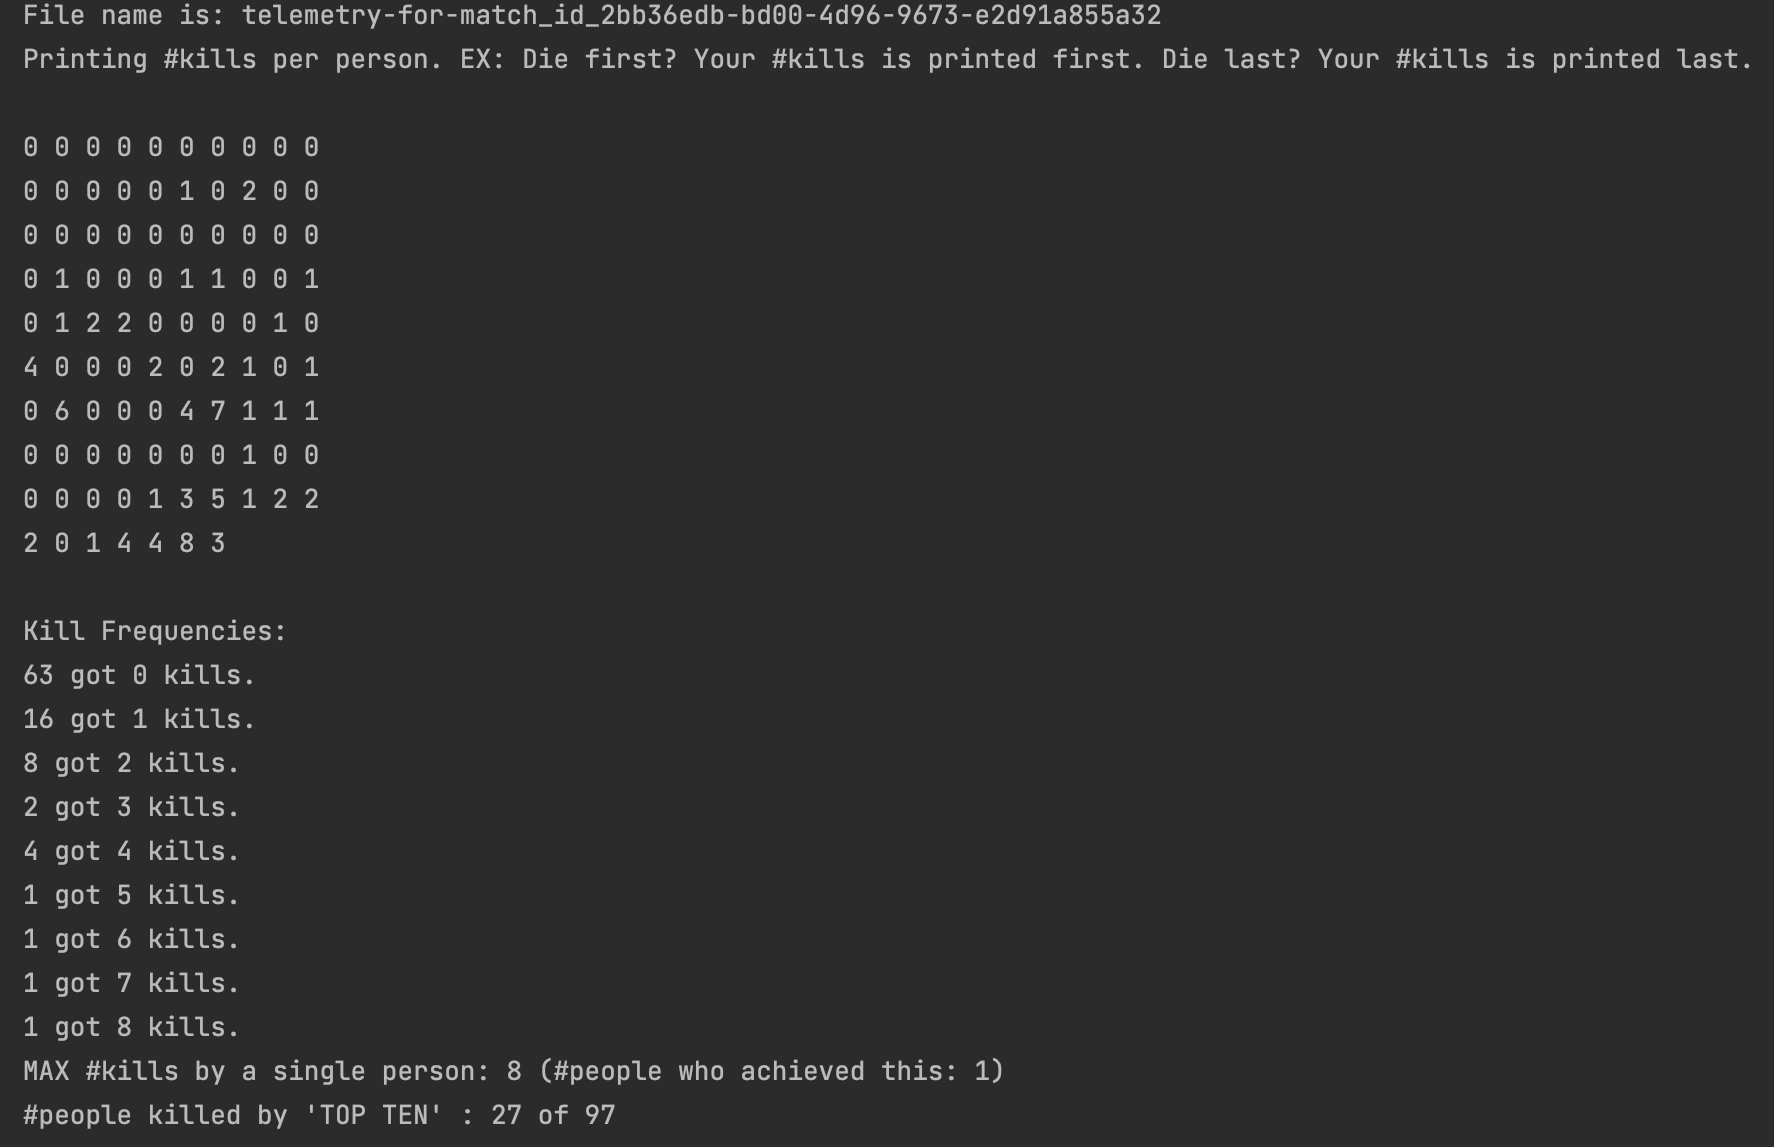 File name is: telemetry-for-match_id_2bb36edb-bd00-4d96-9673-e2d91a855a32
Printing #kills per person. EX: Die first? Your #kills is printed first. Die last? Your #kills is printed last.
0 0 0 0 0 0 0 0 0 0
0 0 0 0 0 1 0 2 0 0
0 0 0 0 0 0 0 0 0 0
0 1 0 0 0 1 1 0 0 1
0 1 2 2 0 0 0 0 1 0
4 0 0 0 2 0 2 1 0 1
0 6 0 0 0 4 7 1 1 1
0 0 0 0 0 0 0 1 0 0
0 0 0 0 1 3 5 1 2 2
2 0 1 4 4 8 3
Kill Frequencies:
63 got 0 kills.
16 got 1 kills.
8 got 2 kills.
2 got 3 kills.
4 got 4 kills.
1 got 5 kills.
1 got 6 kills.
1 got 7 kills.
1 got 8 kills.
MAX #kills by a single person: 8 (#people who achieved this: 1)
#people killed by 'TOP TEN' : 27 of 97